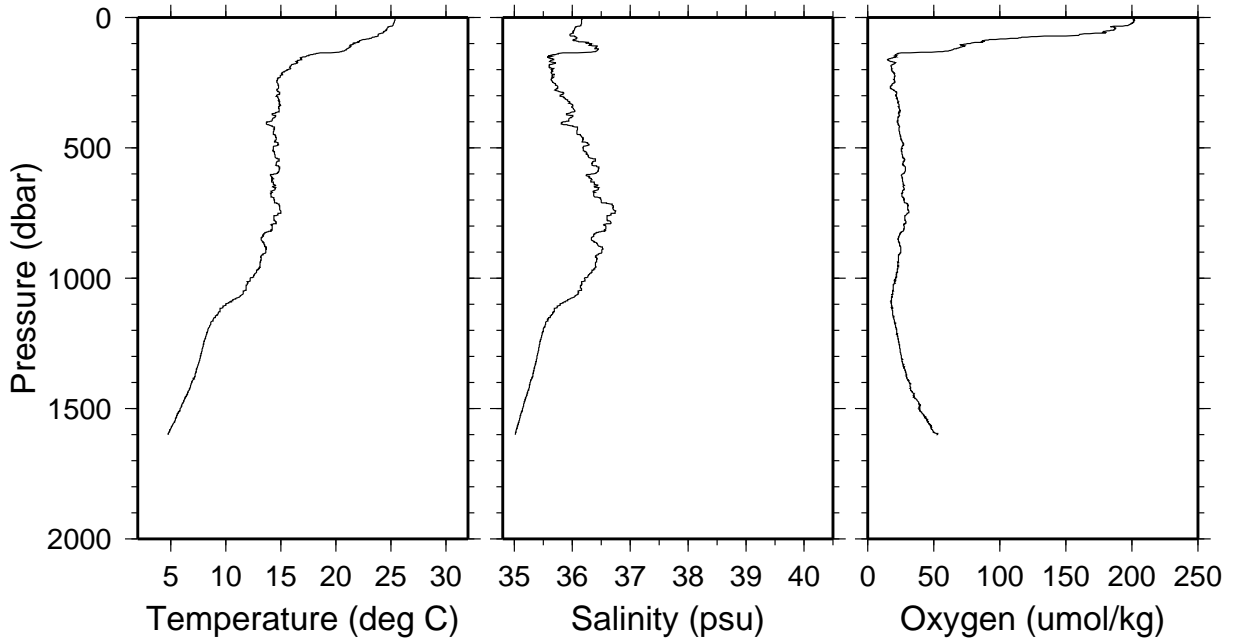 0
500
1000
1500
2000
Pressure (dbar)
5 10 15 20 25 30
Temperature (deg C)
35 36 37 38 39 40
Salinity (psu)
0 50 100 150 200 250
Oxygen (umol/kg)